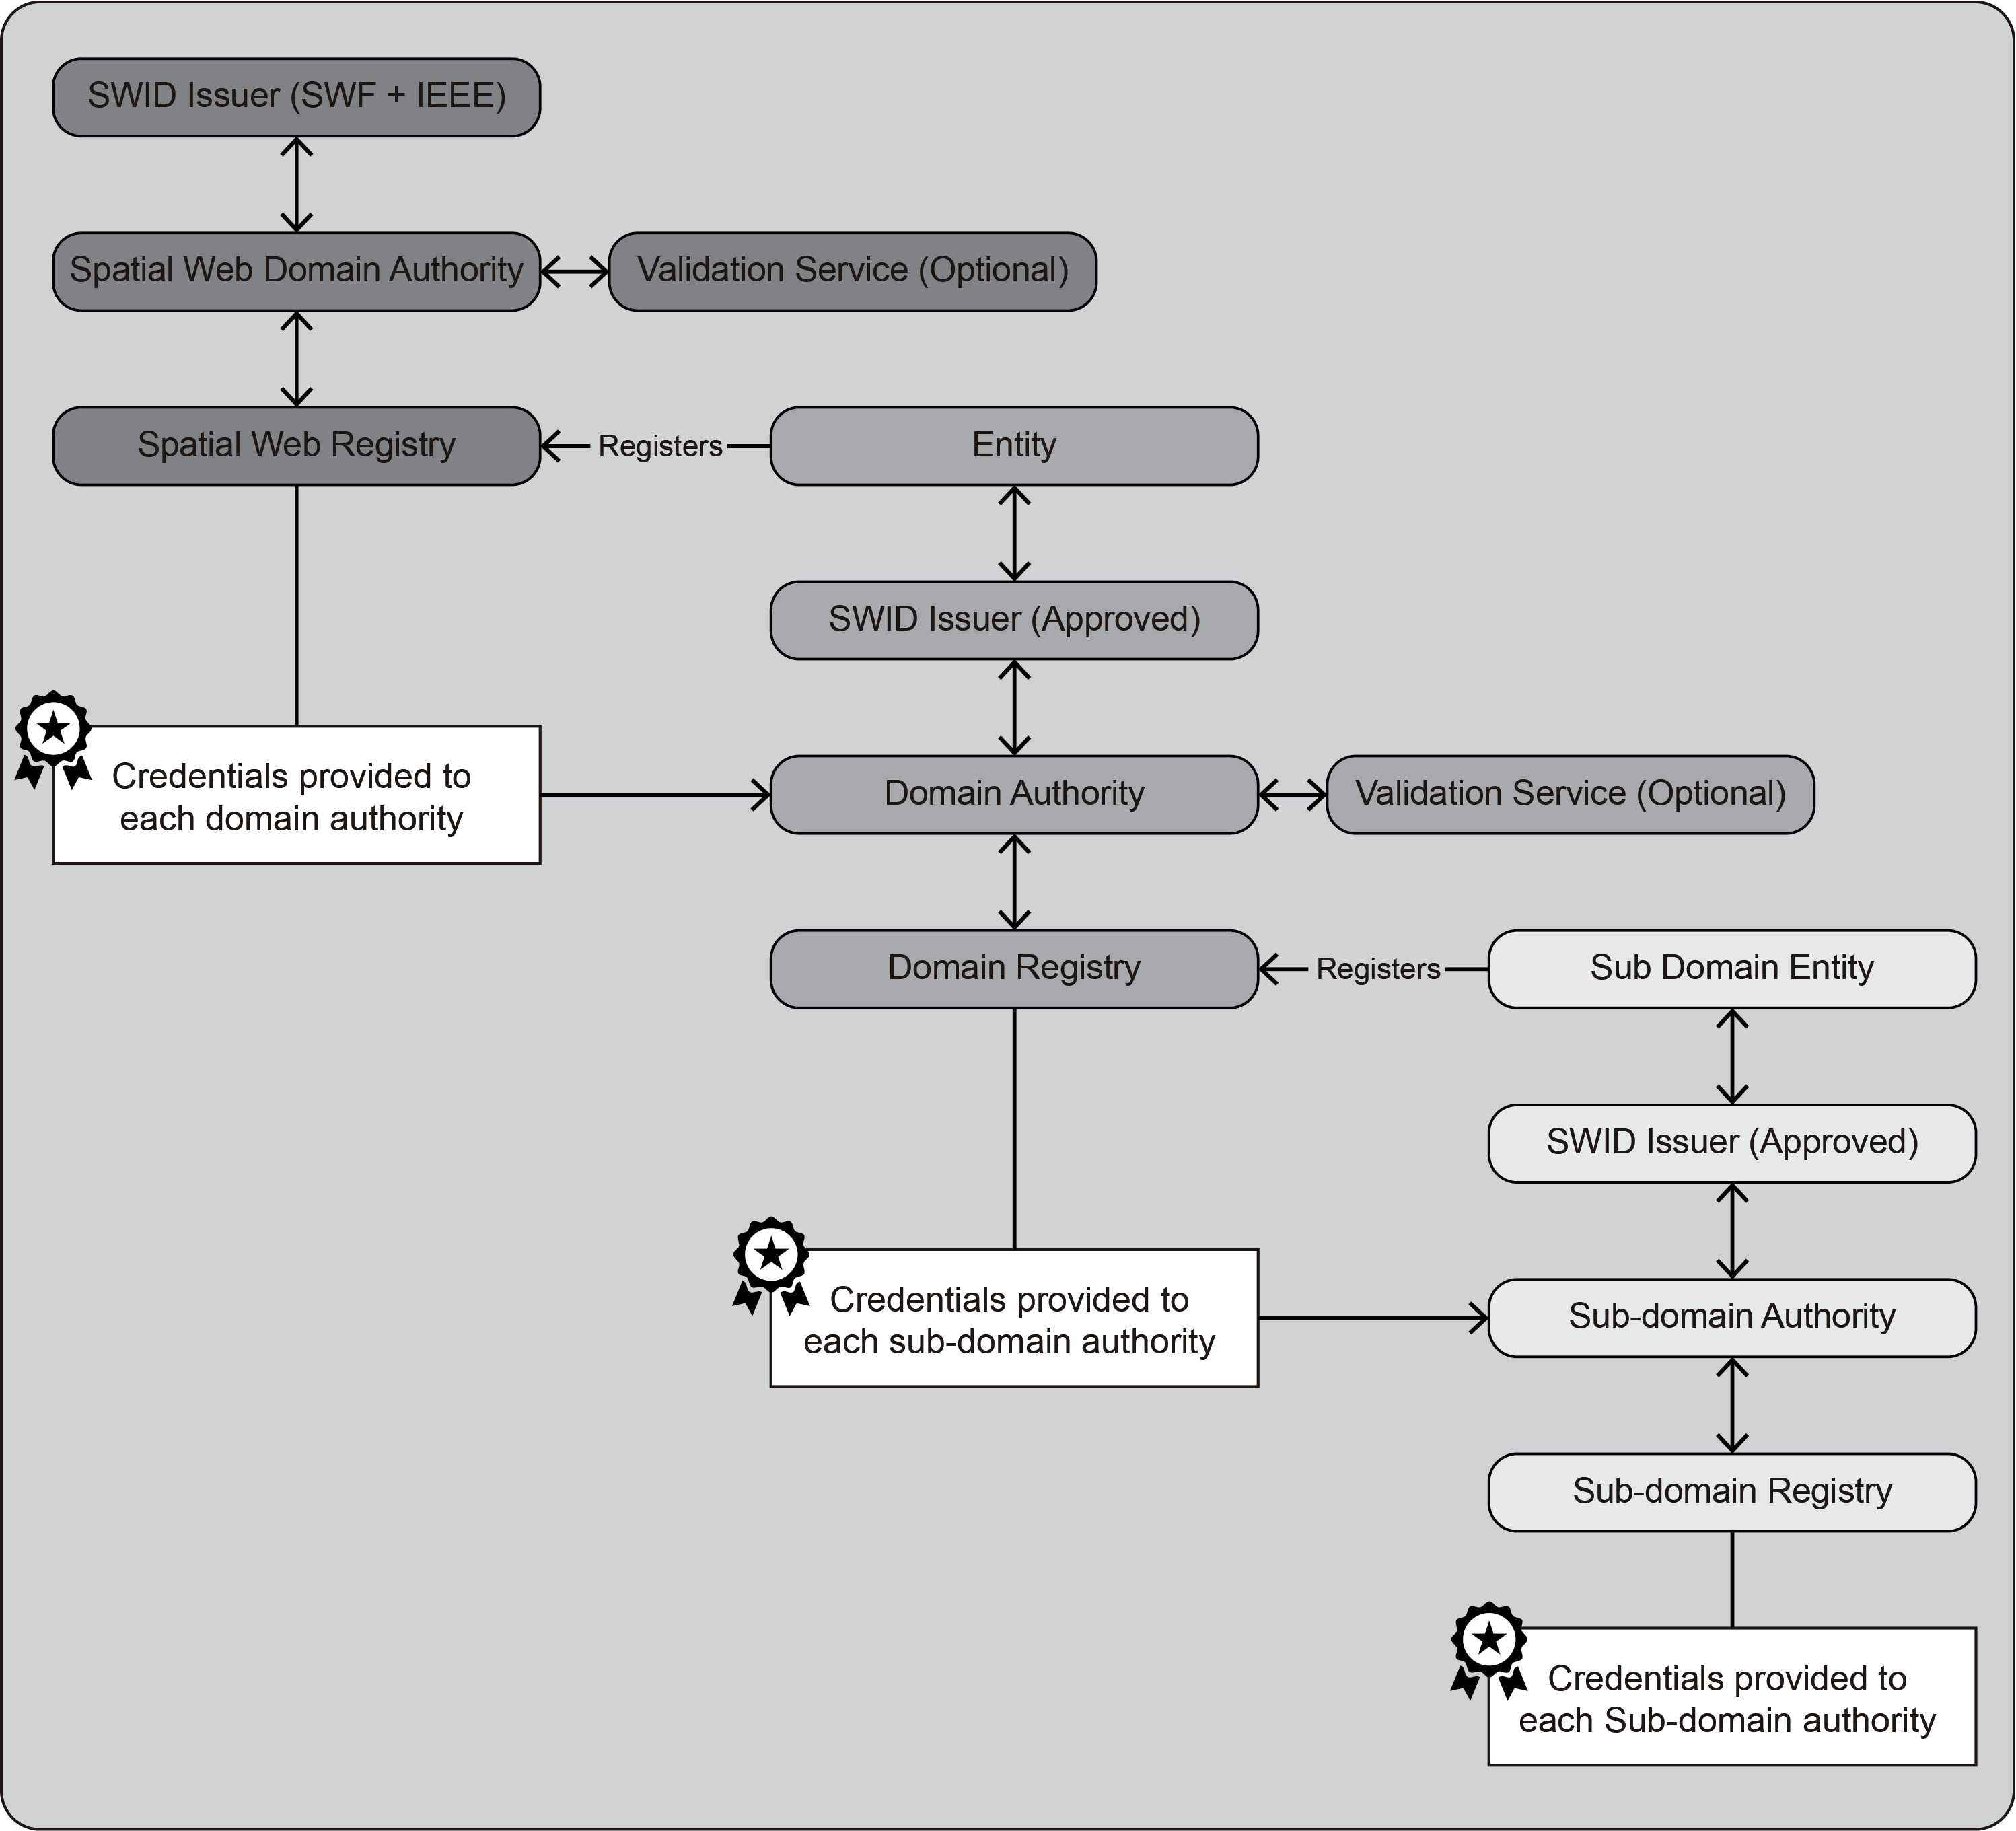 SWID Issuer (SWF + IEEE)
Spatial Web Domain Authority
Validation Service (Optional)
Spatial Web Registry
Registers
Entity
SWID Issuer (Approved)
Credentials provided to
each domain authority
Domain Authority
Validation Service (Optional)
Domain Registry
Registers
Sub Domain Entity
SWID Issuer (Approved)
Credentials provided to
each sub-domain authority
Sub-domain Authority
Sub-domain Registry
Credentials provided to
each Sub-domain authority